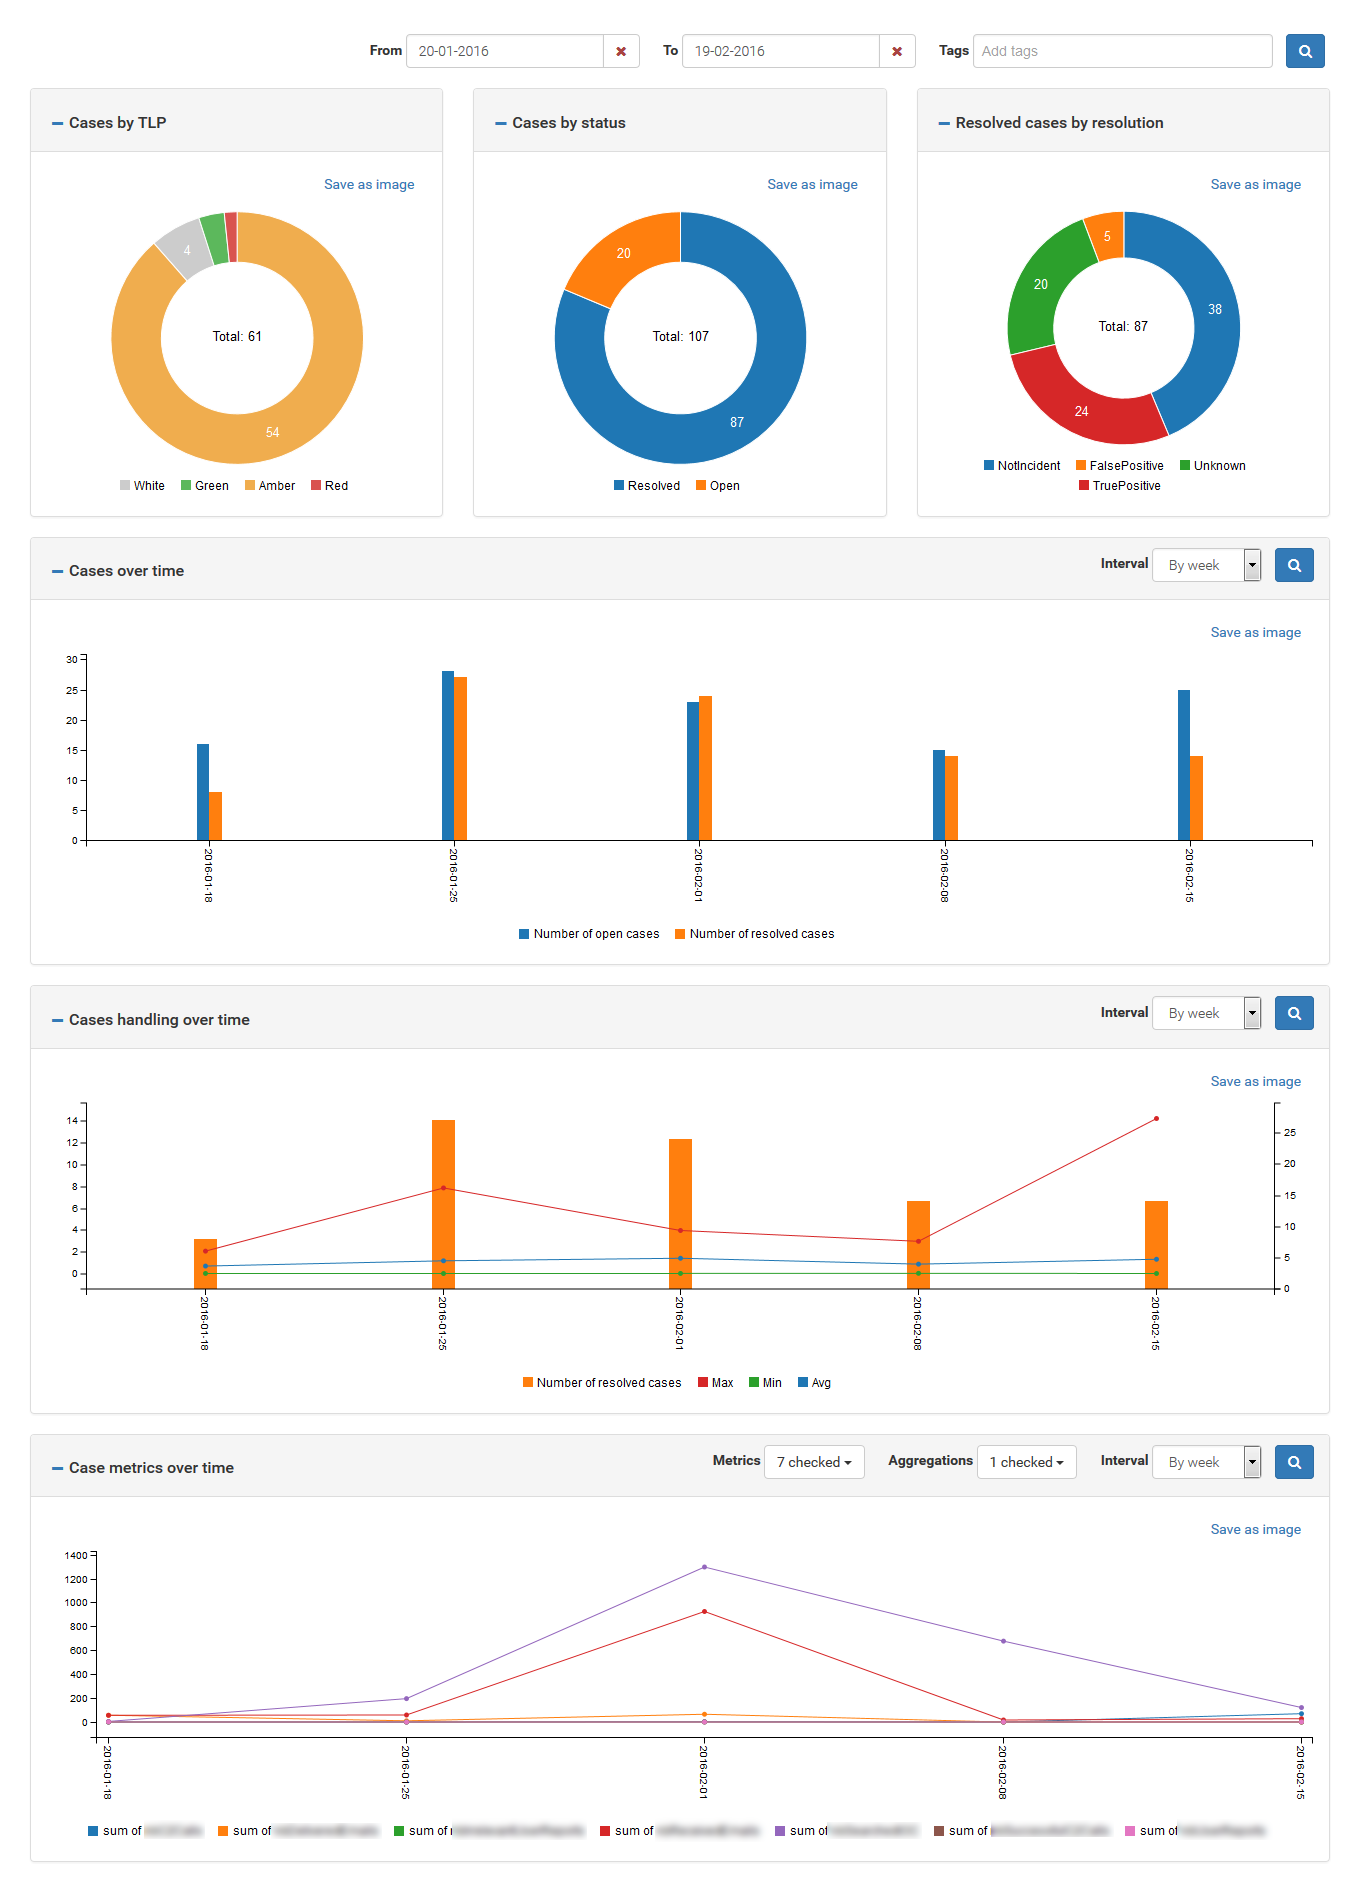 From 20-01-2016 To 19-02-2016 Tags Add tags
Cases by TLP
Save as image
4
Total: 61
54
White Green Amber Red
Cases by status
Save as image
20
Total: 107
87
Resolved Open
Resolved cases by resolution
Save as image
5
20
38
Total: 87
24
NotIncident FalsePositive Unknown
TruePositive
Cases over time
Interval By week
Save as image
30
25
20
15
10
5
0
2016-01-18
2016-01-25
2016-02-01
2016-02-08
2016-02-15
Number of open cases Number of resolved cases
Cases handling over time
Interval By week
Save as image
14
12
10
8
6
4
2
0
25
20
15
10
5
0
2016-01-18
2016-01-25
2016-02-01
2016-02-08
2016-02-15
Number of resolved cases Max Min Avg
Case metrics over time
Metrics 7 checked Aggregations 1 checked Interval By week
Save as image
1400
1200
1000
800
600
400
200
0
2016-01-18
2016-01-25
2016-02-01
2016-02-08
2016-02-15
sum of sum of sum of sum of sum of sum of sum of